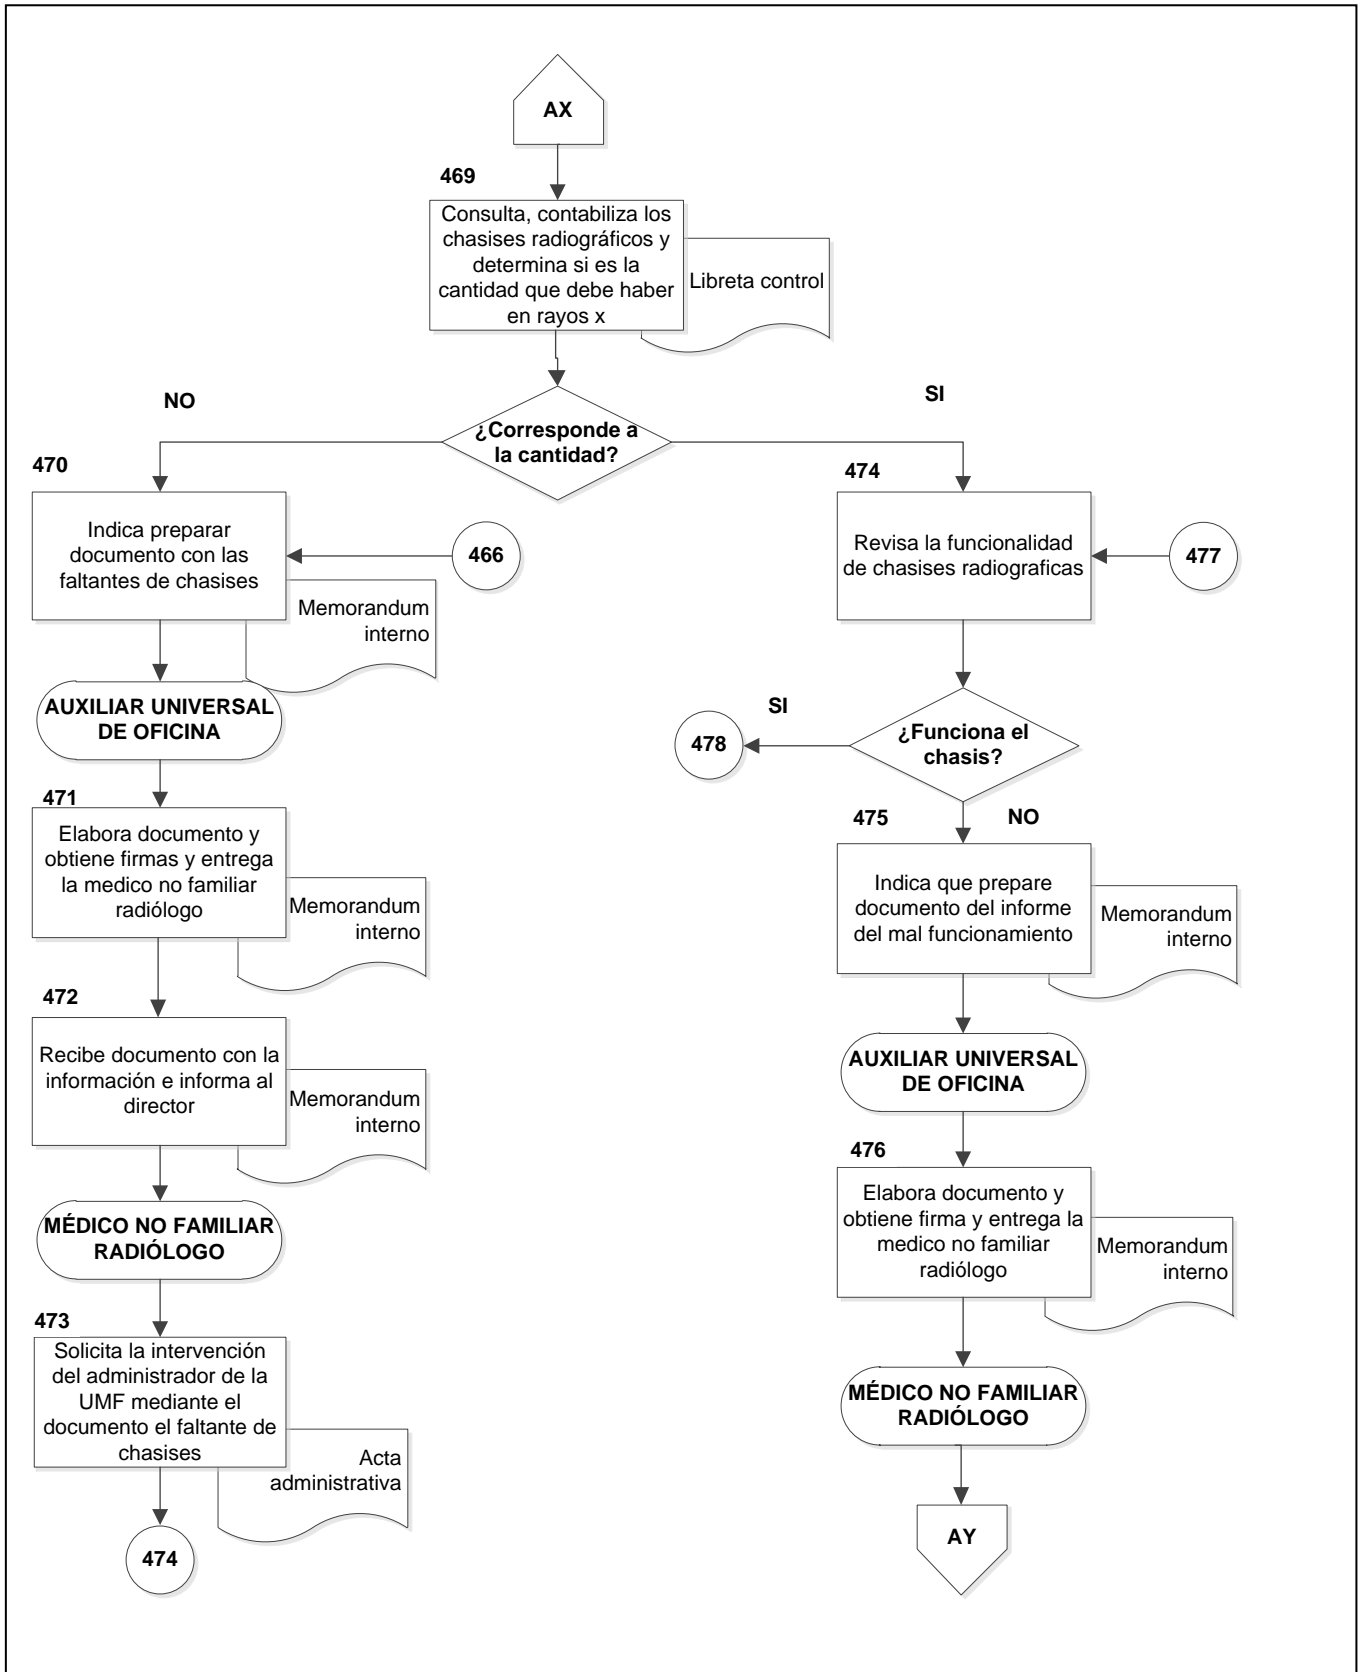 AX
469
Consulta, contabiliza los
chasises radiográficos y
determina si es la
cantidad que debe haber
en rayos x
Libreta control
¿Corresponde a
la cantidad?
NO
SI
470
Indica preparar
documento con las
faltantes de chasises
466
Memorandum
interno
AUXILIAR UNIVERSAL
DE OFICINA
471
Elabora documento y
obtiene firmas y entrega
la medico no familiar
radiólogo
Memorandum
interno
472
Recibe documento con la
información e informa al
director
Memorandum
interno
MÉDICO NO FAMILIAR
RADIÓLOGO
473
Solicita la intervención
del administrador de la
UMF mediante el
documento el faltante de
chasises
Acta
administrativa
474
474
Revisa la funcionalidad
de chasises radiograficas
477
¿Funciona el
chasis?
SI
478
NO
475
Indica que prepare
documento del informe
del mal funcionamiento
Memorandum
interno
AUXILIAR UNIVERSAL
DE OFICINA
476
Elabora documento y
obtiene firma y entrega la
medico no familiar
radiólogo
Memorandum
interno
MÉDICO NO FAMILIAR
RADIÓLOGO
AY